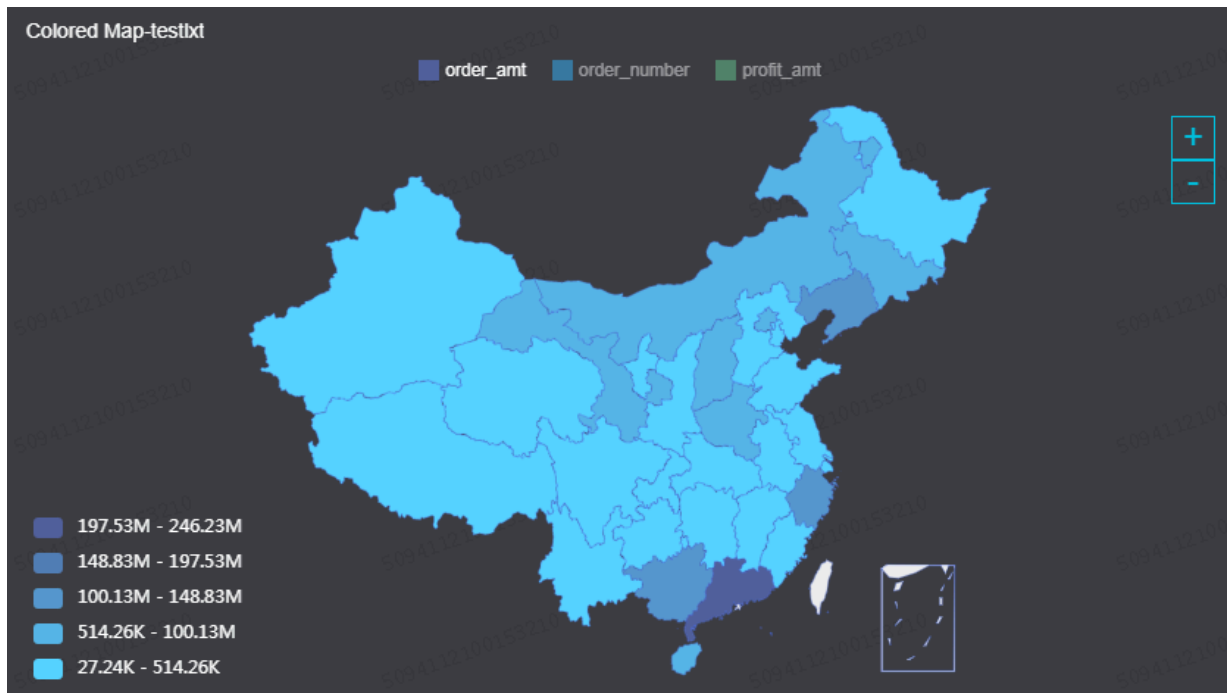 Colored Map-testlxt
order_amt order_number profit_amt
+
-
197.53M - 246.23M
148.83M - 197.53M
100.13M - 148.83M
514.26K - 100.13M
27.24K - 514.26K